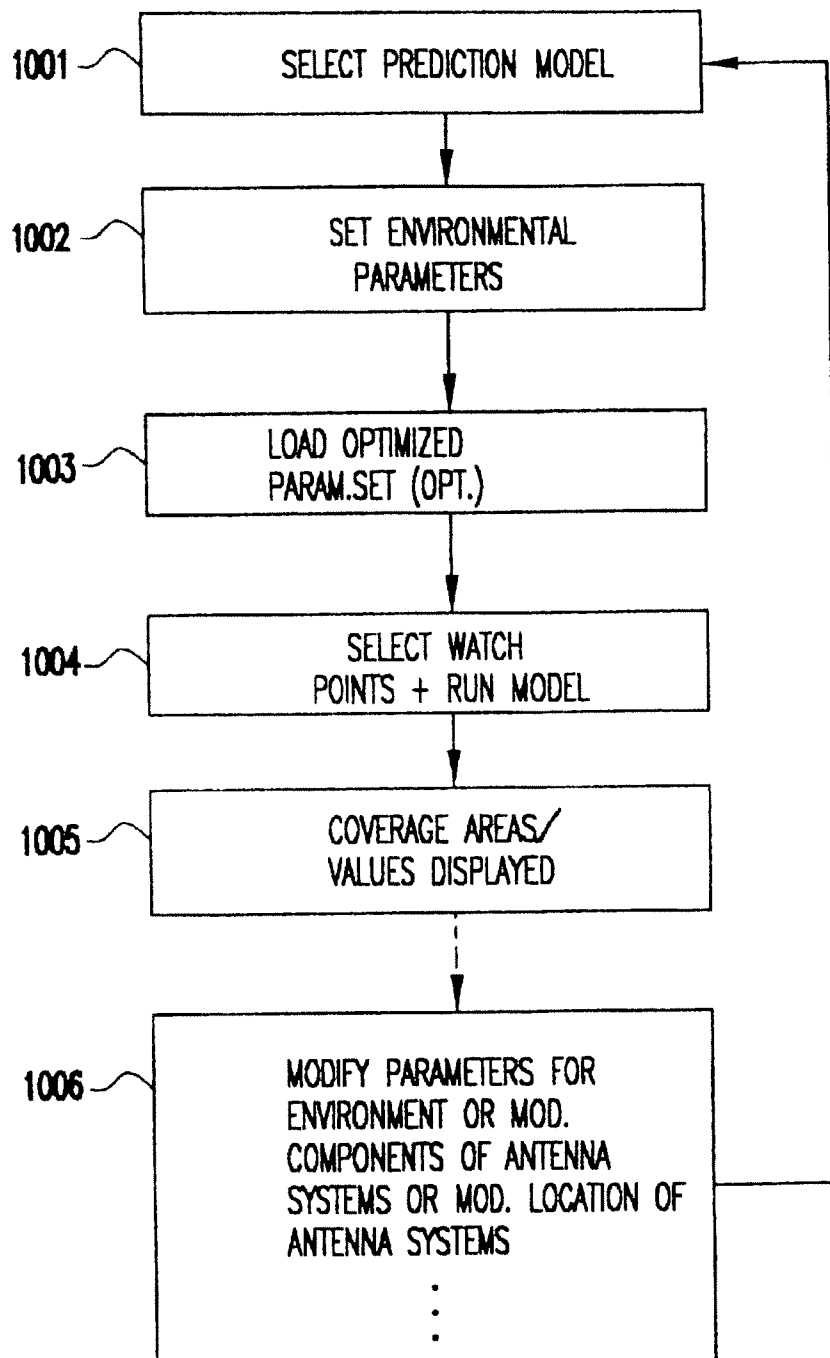 1001
SELECT PREDICTION MODEL
1002
SET ENVIRONMENTAL
PARAMETERS
1003
LOAD OPTIMIZED
PARAM.SET (OPT.)
1004
SELECT WATCH
POINTS + RUN MODEL
1005
COVERAGE AREAS/
VALUES DISPLAYED
1006
MODIFY PARAMETERS FOR
ENVIRONMENT OR MOD.
COMPONENTS OF ANTENNA
SYSTEMS OR MOD. LOCATION OF
ANTENNA SYSTEMS